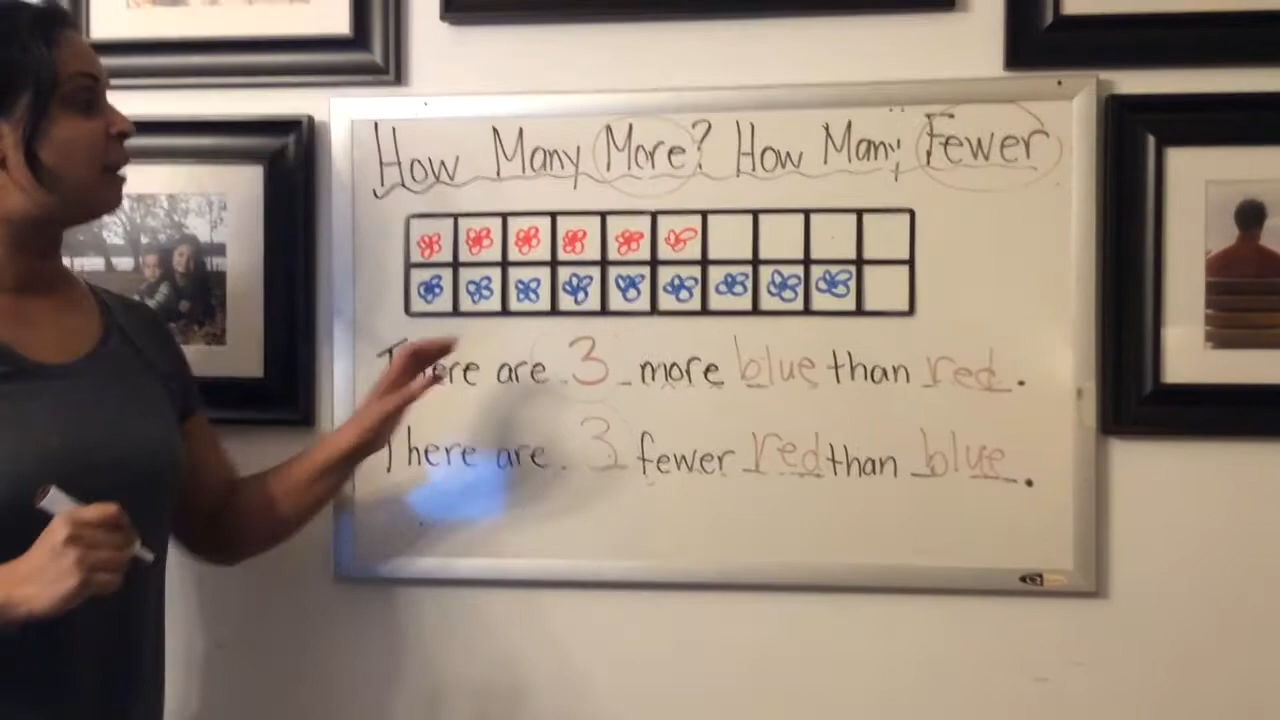 How Many More? How Many Fewer
There are 3 more blue than red.
There are 3 fewer red than blue.